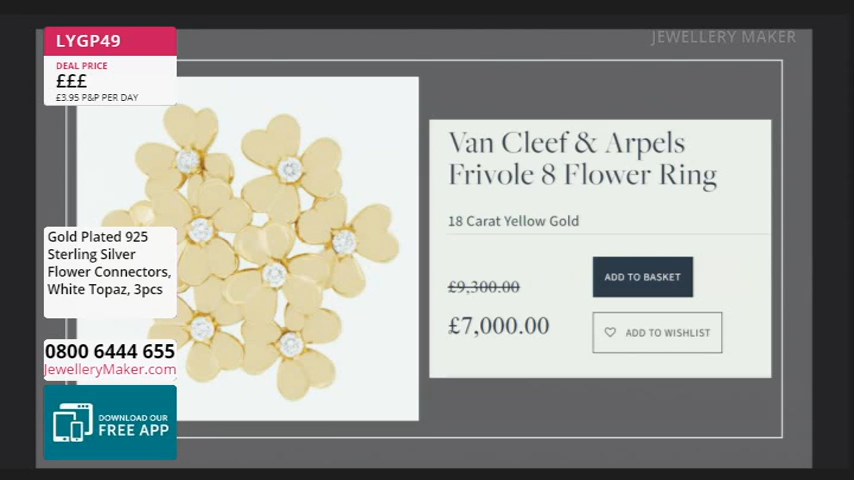 JEWELLERY MAKER
LYGP49
DEAL PRICE
£££
£3.95 P&P PER DAY
Gold Plated 925
Sterling Silver
Flower Connectors,
White Topaz, 3pcs
0800 6444 655
JewelleryMaker.com
DOWNLOAD OUR
FREE APP
Van Cleef & Arpels
Frivole 8 Flower Ring
18 Carat Yellow Gold
£9,300.00
£7,000.00
ADD TO BASKET
ADD TO WISHLIST